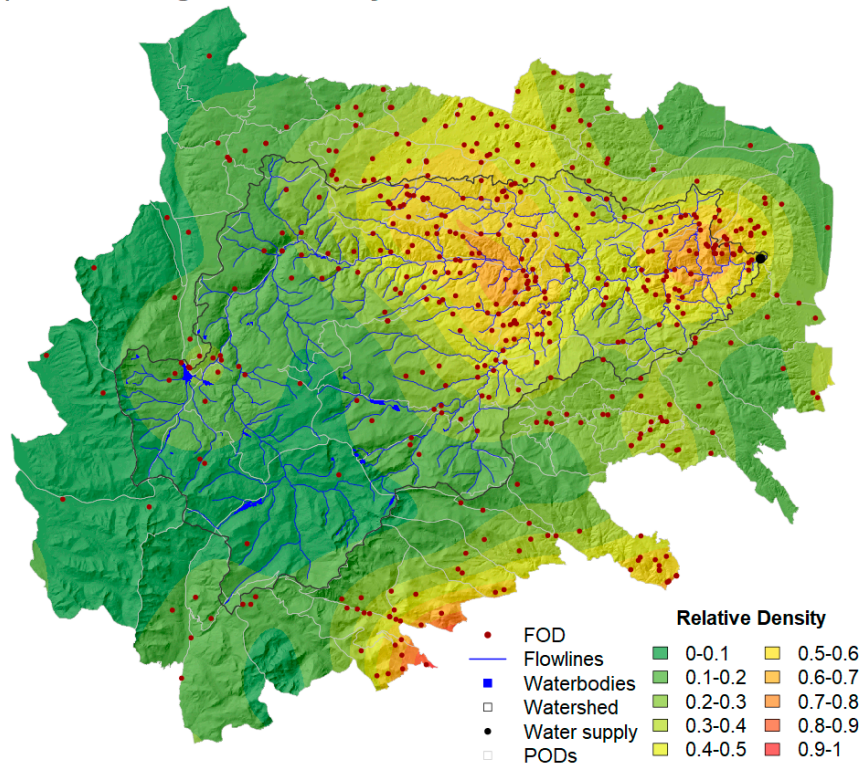 Relative Density
FOD
Flowlines
Waterbodies
Watershed
Water supply
PODs
0-0.1
0.1-0.2
0.2-0.3
0.3-0.4
0.4-0.5
0.5-0.6
0.6-0.7
0.7-0.8
0.8-0.9
0.9-1